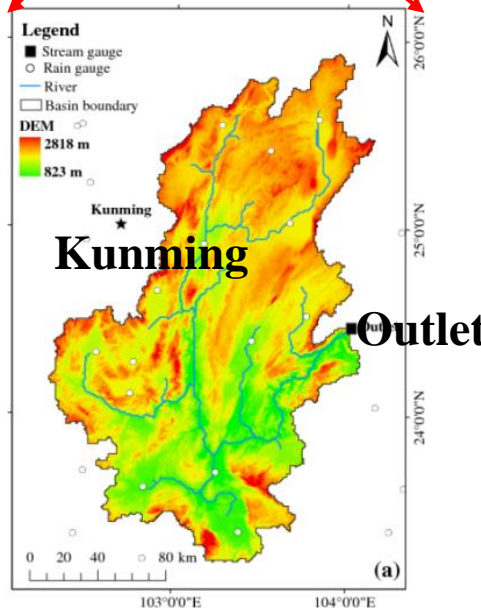 N
Legend
Stream gauge
Rain gauge
River
Basin boundary
DEM
2818 m
823 m
26°0'0"N
Kunming
Kunming
25°0'0"N
Outlet
24°0'0"N
0 20 40 80 km
(a)
103°0'0"E
104°0'0"E